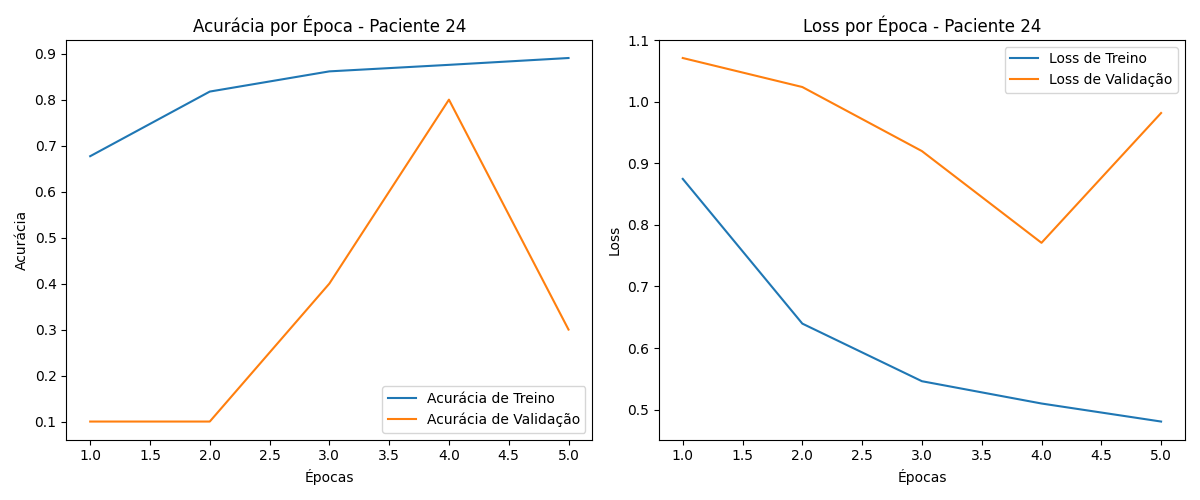 Acurácia por Época - Paciente 24
Acurácia
0.9
0.8
0.7
0.6
0.5
0.4
0.3
0.2
0.1
1.0 1.5 2.0 2.5 3.0 3.5 4.0 4.5 5.0
Épocas
Acurácia de Treino
Acurácia de Validação
Loss por Época - Paciente 24
Loss
1.1
1.0
0.9
0.8
0.7
0.6
0.5
1.0 1.5 2.0 2.5 3.0 3.5 4.0 4.5 5.0
Épocas
Loss de Treino
Loss de Validação